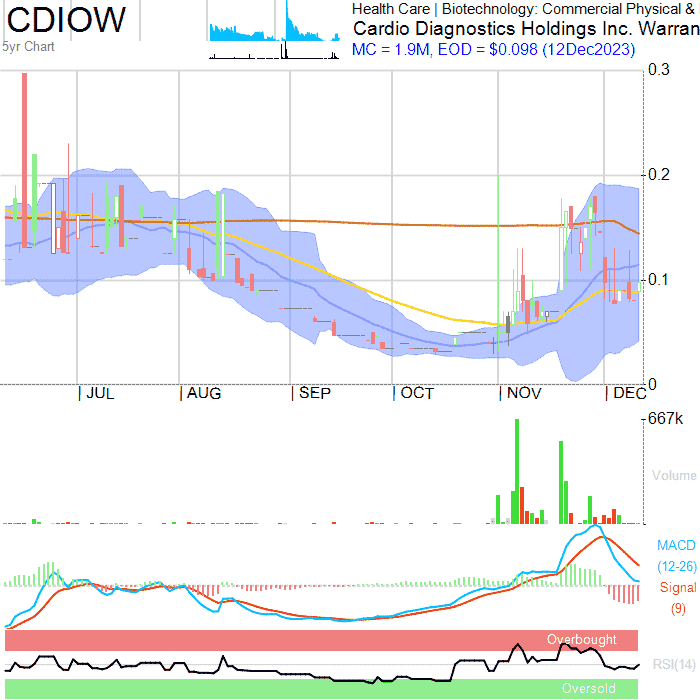 CDIOW
5yr Chart
Health Care | Biotechnology: Commercial Physical &
Cardio Diagnostics Holdings Inc. Warran
MC = 1.9M, EOD = $0.098 (12Dec2023)
0.3
0.2
0.1
0
| JUL | AUG | SEP | OCT | NOV | DEC
667k
Volume
MACD
(12-26)
Signal
(9)
Overbought
RSI(14)
Oversold